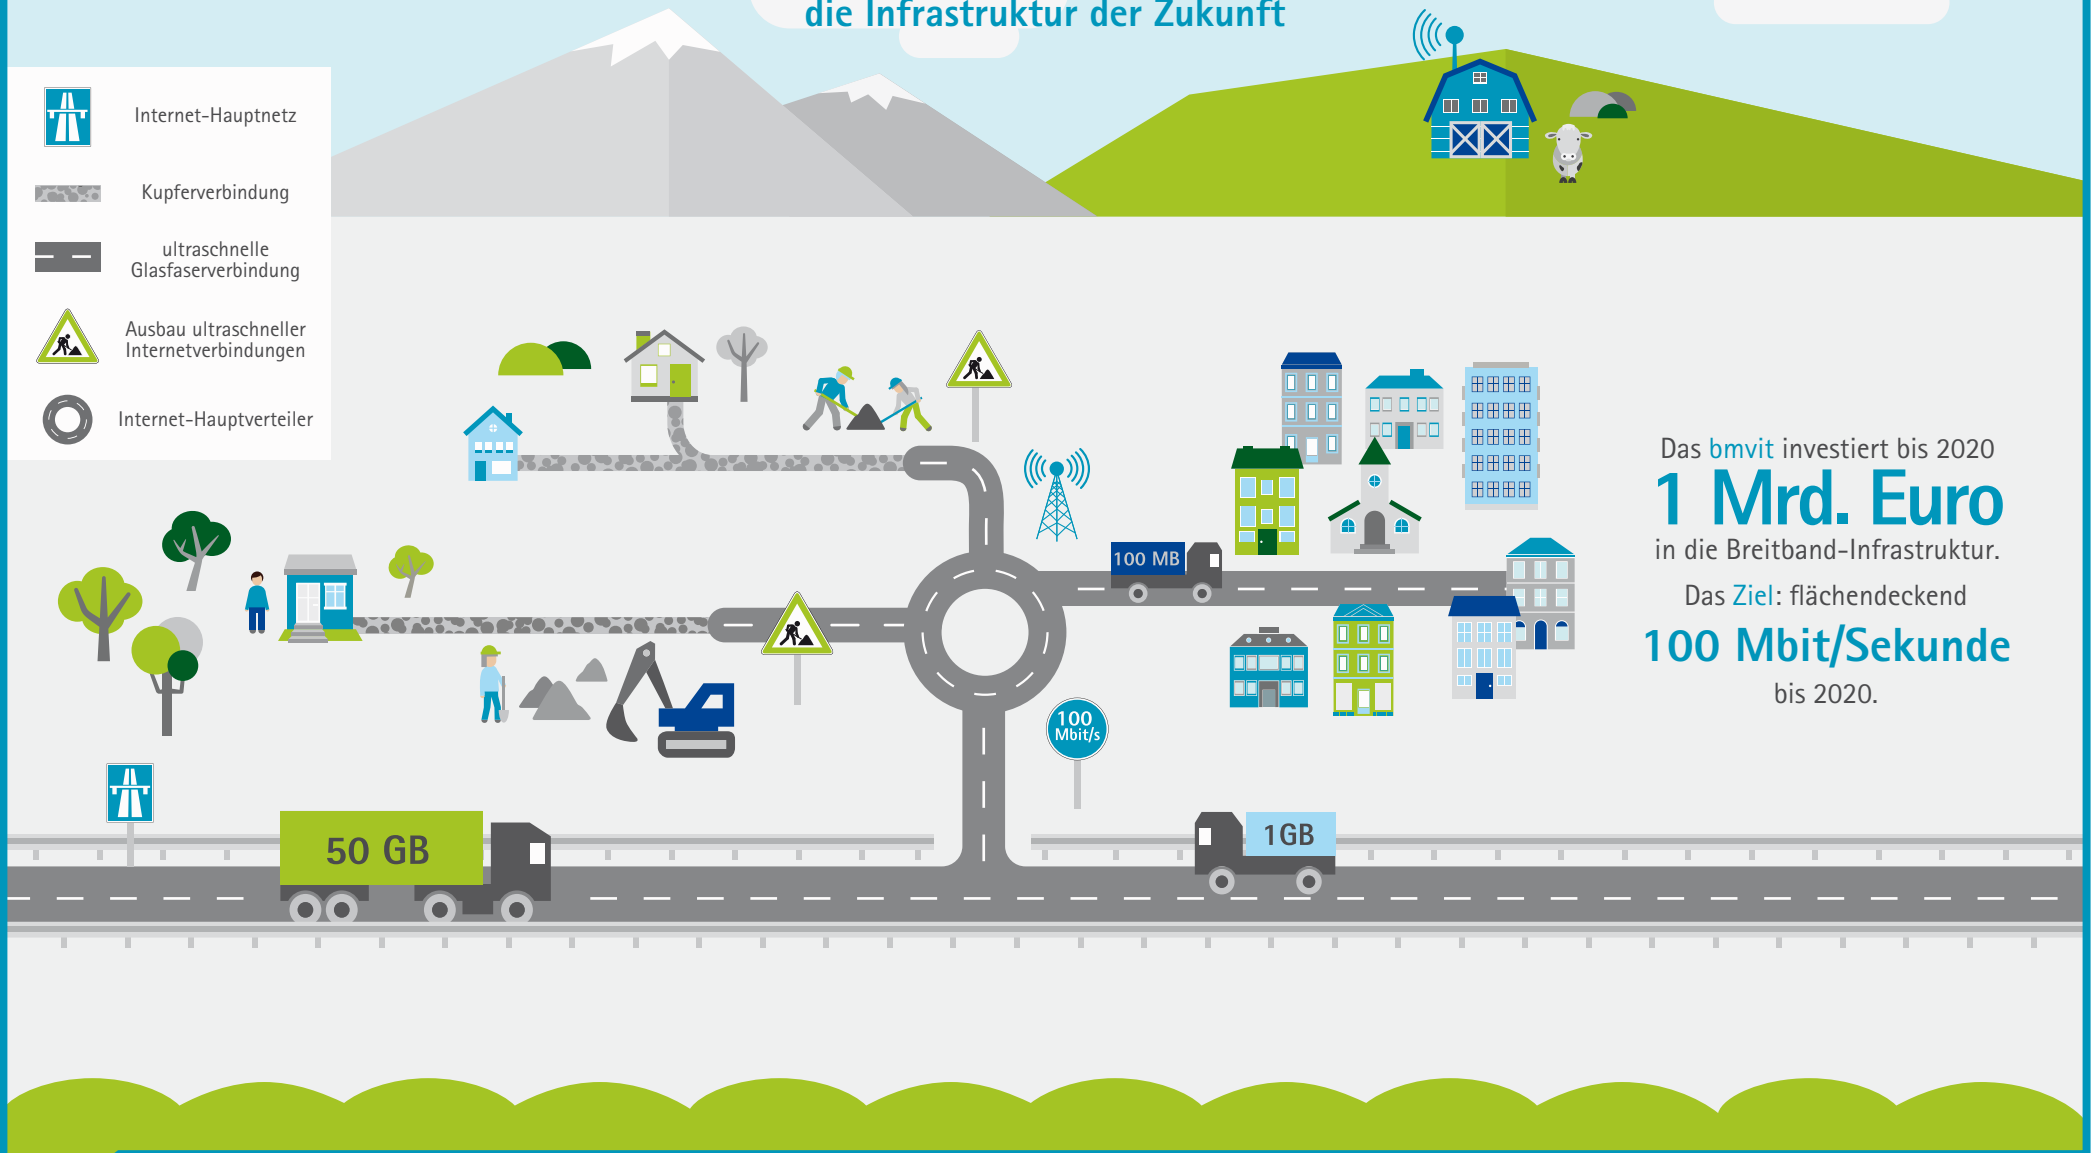 die Infrastruktur der Zukunft
Internet-Hauptnetz
Kupferverbindung
ultraschnelle
Glasfaserverbindung
Ausbau ultraschneller
Internetverbindungen
Internet-Hauptverteiler
Das bmvit investiert bis 2020
1 Mrd. Euro
in die Breitband-Infrastruktur.
Das Ziel: flächendeckend
100 Mbit/Sekunde
bis 2020.
100 MB
100
Mbit/s
50 GB
1GB